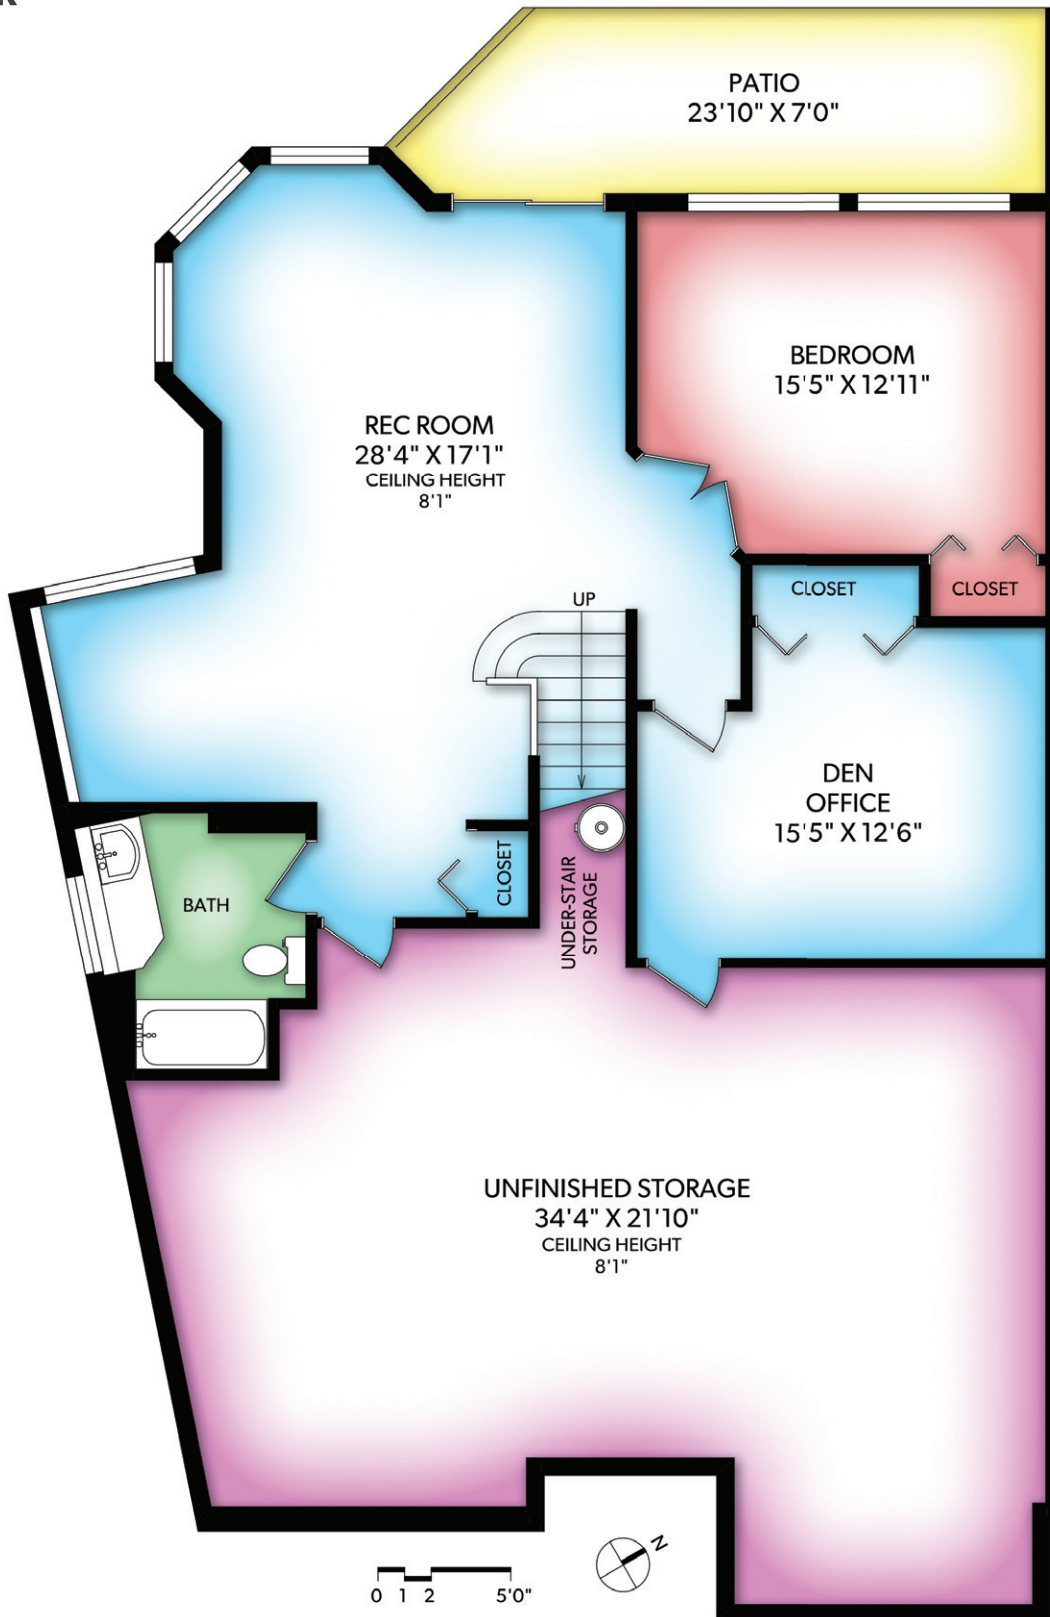 PATIO
23'10" X 7'0"
BEDROOM
15'5" X 12'11"
REC ROOM
28'4" X 17'1"
CEILING HEIGHT
8'1"
CLOSET
CLOSET
UP
DEN
OFFICE
15'5" X 12'6"
CLOSET
UNDER-STAIR
STORAGE
BATH
UNFINISHED STORAGE
34'4" X 21'10"
CEILING HEIGHT
8'1"
N
0 1 2 5'0"